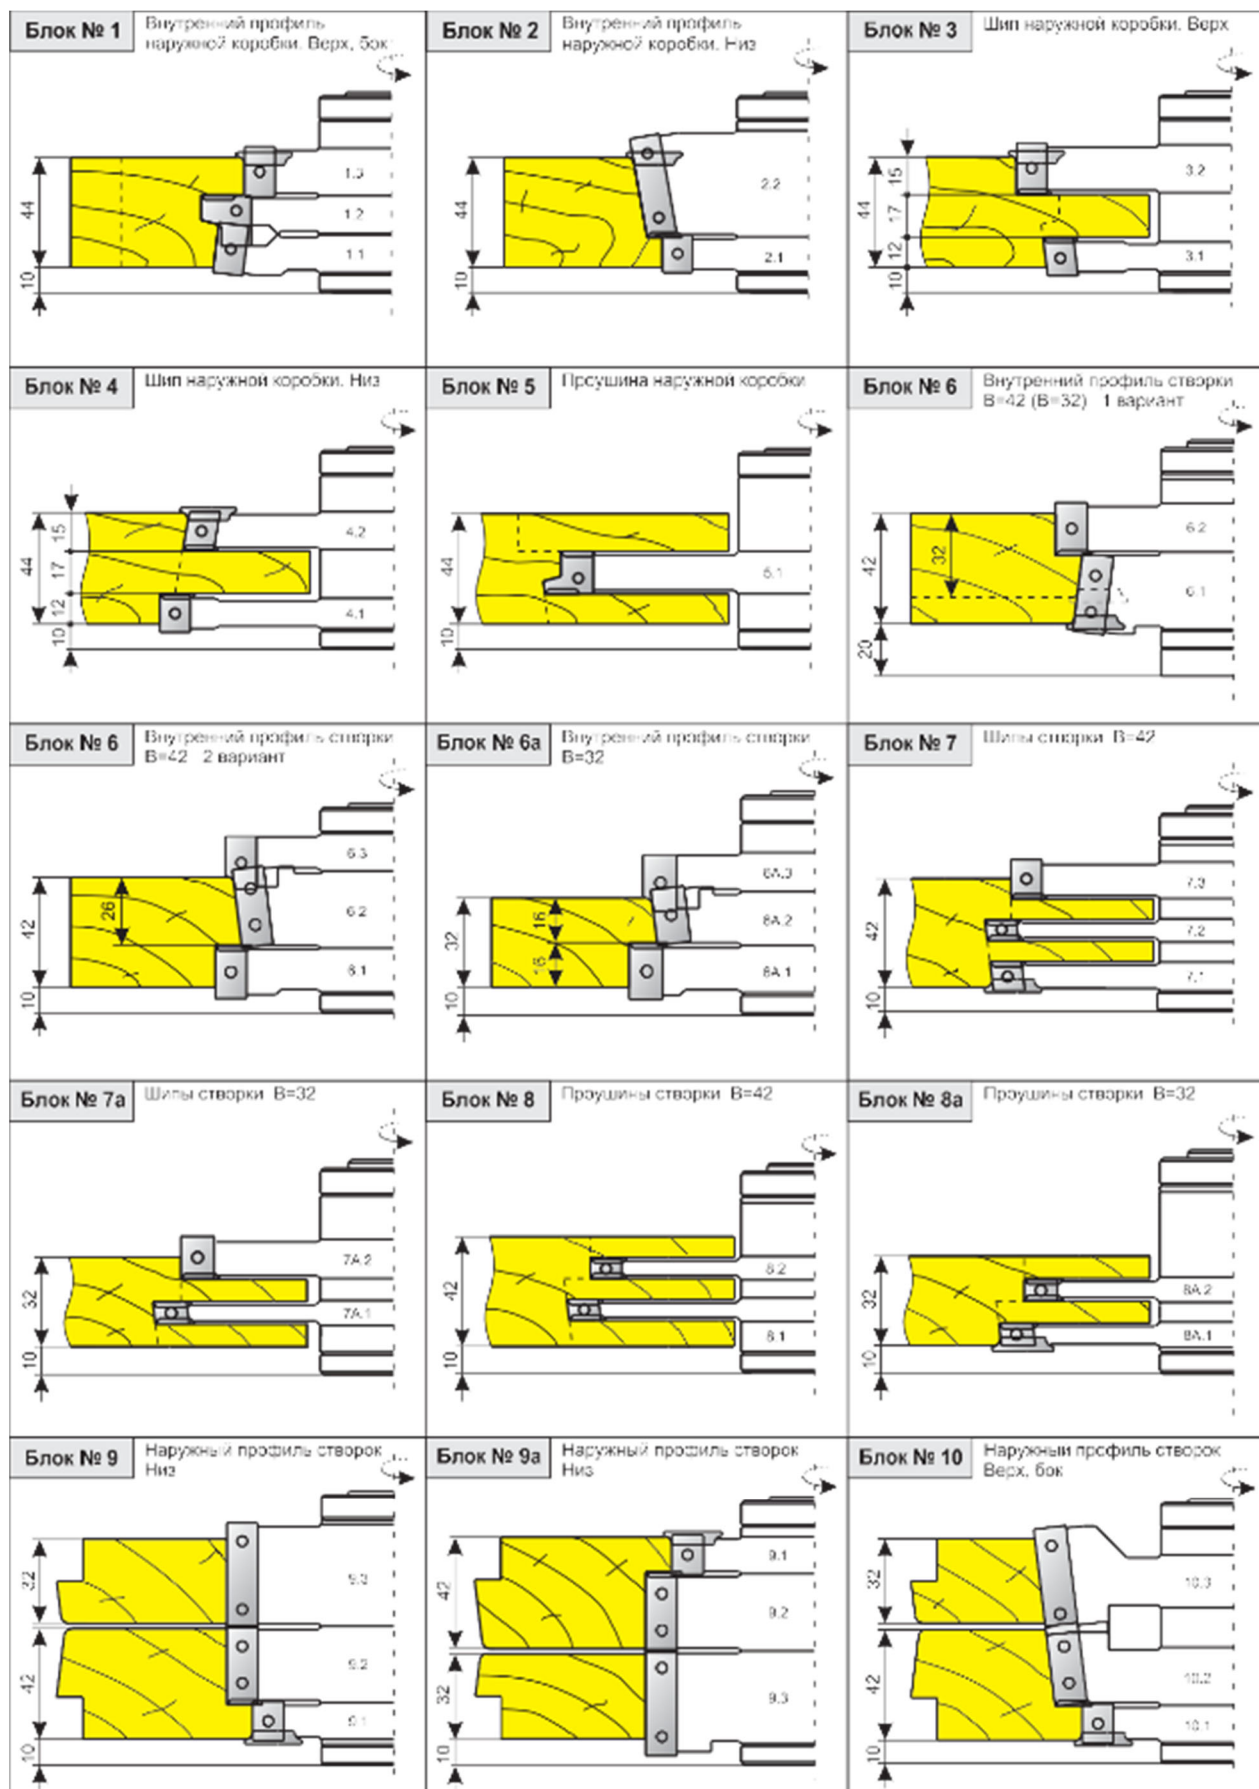 Блок № 1
Внутренний профиль
наружной коробки. Верх, бок
44
10
1.3
1.2
1.1
Блок № 2
Внутренний профиль
наружной коробки. Низ
44
10
2.2
2.1
Блок № 3
Шип наружной коробки. Верх
44
15
17
12
10
3.2
3.1
Блок № 4
Шип наружной коробки. Низ
44
15
17
12
10
4.2
4.1
Блок № 5
Проушина наружной коробки
44
10
5.1
Блок № 6
Внутренний профиль створки
B=42 (B=32) 1 вариант
42
32
20
6.2
6.1
Блок № 6
Внутренний профиль створки
B=42 2 вариант
42
26
10
6.3
6.2
6.1
Блок № 6а
Внутренний профиль створки
B=32
32
16
16
10
6A.3
6A.2
6A.1
Блок № 7
Шипы створки B=42
42
10
7.3
7.2
7.1
Блок № 7а
Шипы створки B=32
32
10
7A.2
7A.1
Блок № 8
Проушины створки B=42
42
10
8.2
8.1
Блок № 8а
Проушины створки B=32
32
10
8A.2
8A.1
Блок № 9
Наружный профиль створок
Низ
32
42
10
9.3
9.2
9.1
Блок № 9а
Наружный профиль створок
Низ
42
32
10
9.1
9.2
9.3
Блок № 10
Наружный профиль створок
Верх, бок
32
42
10
10.3
10.2
10.1